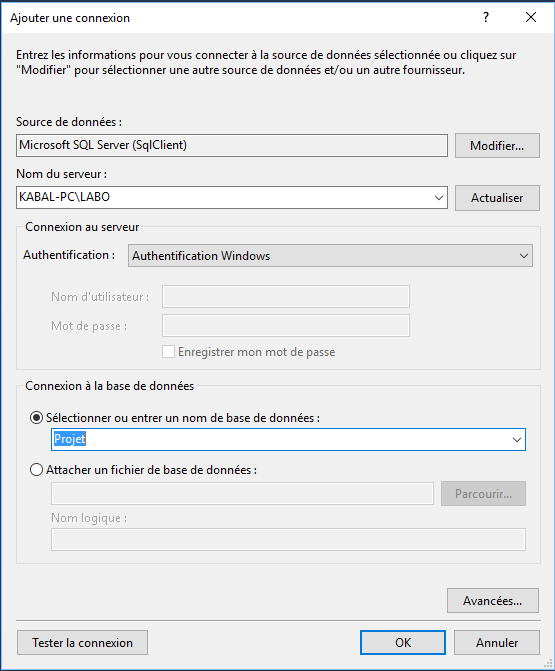 Ajouter une connexion
?
Entrez les informations pour vous connecter à la source de données sélectionnée ou cliquez sur
"Modifier" pour sélectionner une autre source de données et/ou un autre fournisseur.
Source de données :
Microsoft SQL Server (SqlClient)
Modifier...
Nom du serveur :
KABAL-PC\LABO
Actualiser
Connexion au serveur
Authentification :
Authentification Windows
Nom d'utilisateur :
Mot de passe :
Enregistrer mon mot de passe
Connexion à la base de données
Sélectionner ou entrer un nom de base de données :
Projet
Attacher un fichier de base de données :
Parcourir...
Nom logique :
Avancées...
Tester la connexion
OK
Annuler